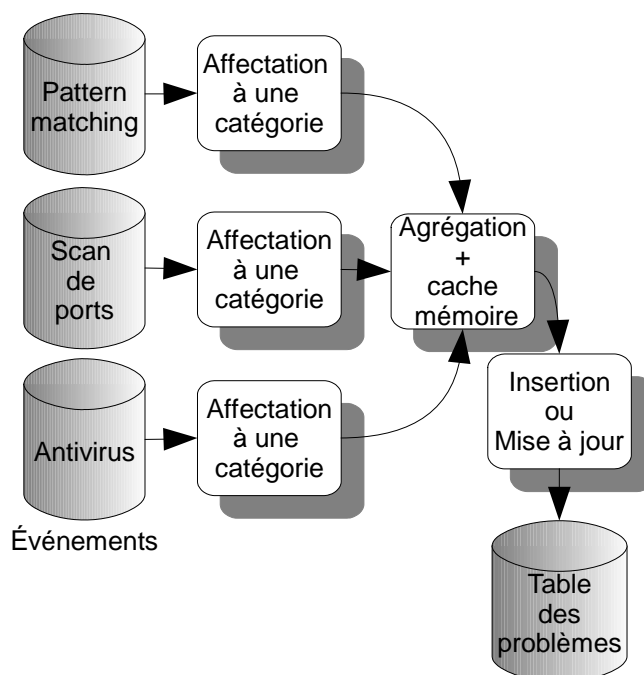 Pattern
matching
Affectation
à une
catégorie
Scan
de
ports
Affectation
à une
catégorie
Agrégation
+
cache
mémoire
Antivirus
Affectation
à une
catégorie
Insertion
ou
Mise à jour
Événements
Table
des
problèmes